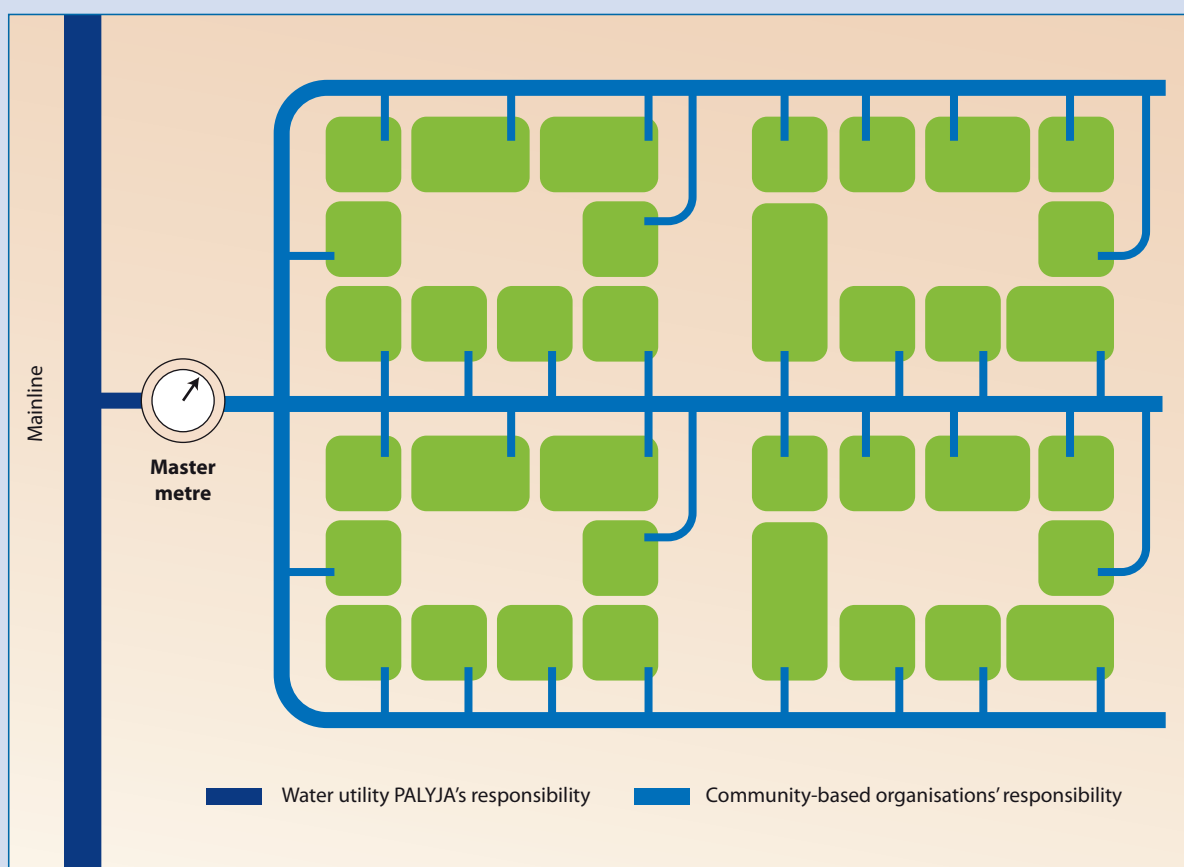 Mainline
Master
metre
Water utility PALYJA's responsibility
Community-based organisations' responsibility